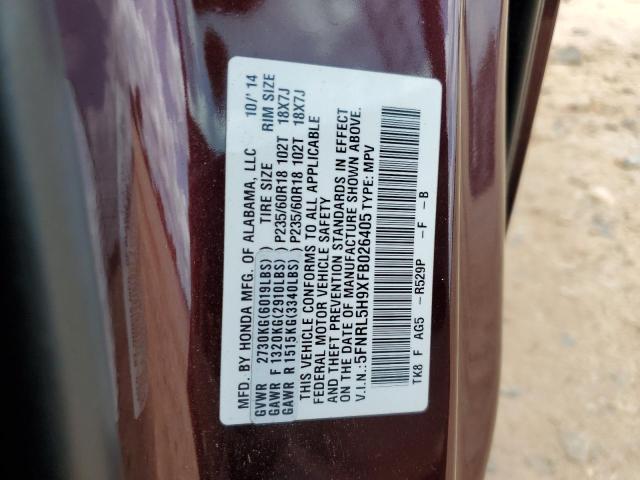 MFD. BY HONDA MFG. OF ALABAMA, LLC 10/' 14
GVWR 2730KG(6019LBS) TIRE SIZE RIM SIZE
GAWR F 1320KG(2910LBS) P235/60R18 102T 18X7J
GAWR R 1515KG(3340LBS) P235/60R18 102T 18X7J
THIS VEHICLE CONFORMS TO ALL APPLICABLE
FEDERAL MOTOR VEHICLE SAFETY
AND THEFT PREVENTION STANDARDS IN EFFECT
ON THE DATE OF MANUFACTURE SHOWN ABOVE.
V.I.N.: 5FNRL5H9XFB026405 TYPE: MPV
TK8 F AG5 -R529P -F -B